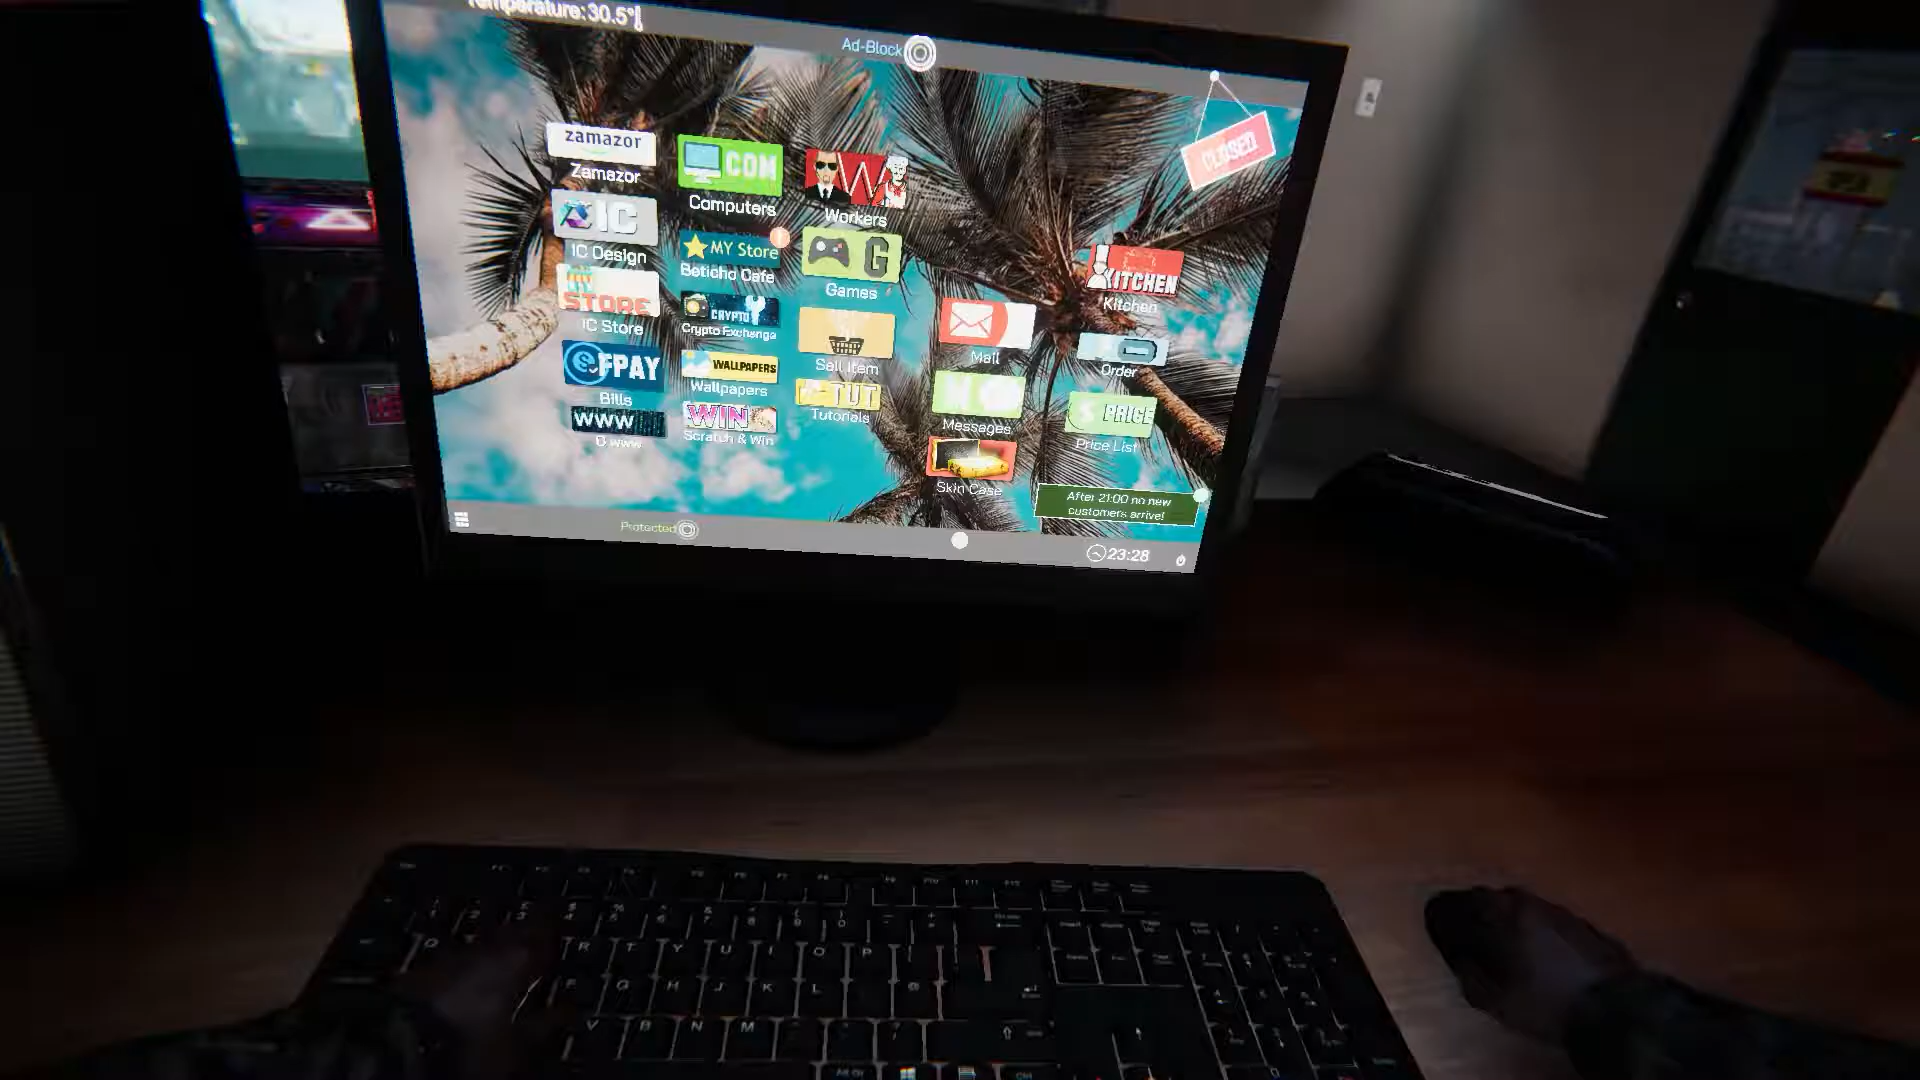 Temperature:30.5°
Ad-Block
CLOSED
zamazor
Zamazor
COM
Computers
W
Workers
IC
IC Design
MY Store
Beticho Cafe
G
Games
KITCHEN
Kitchen
STORE
IC Store
CRYPTO
Crypto Exchange
Sell Item
Mail
Order
eFPAY
Bills
WALLPAPERS
Wallpapers
TUT
Tutorials
Messages
$ PRICE
Price List
WWW
WIN
Scratch & Win
Skin Case
After 21:00 no new
customers arrive!
Protected
23:28
R T Y U I O P
F G H J K L
V B N M